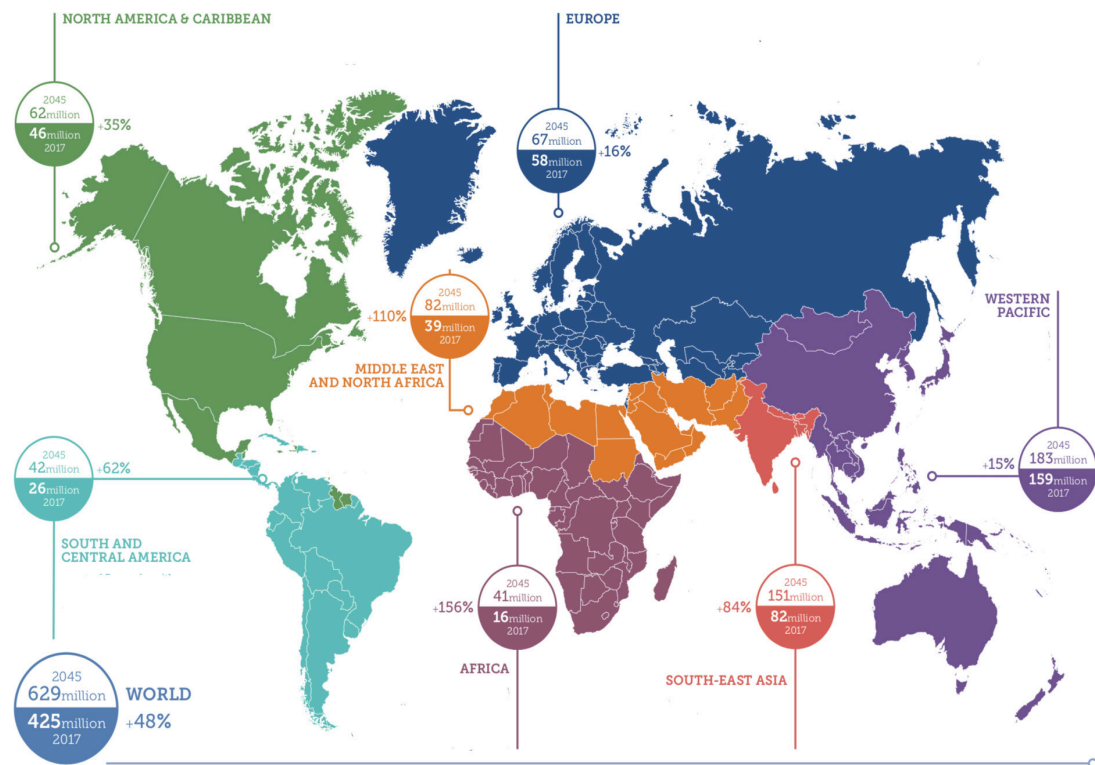 NORTH AMERICA & CARIBBEAN
2045
62million
46million
2017
+35%
EUROPE
2045
67million
58million
2017
+16%
2045
82million
39million
2017
+110%
MIDDLE EAST
AND NORTH AFRICA
WESTERN
PACIFIC
2045
183million
159million
2017
+15%
2045
42million
26million
2017
+62%
SOUTH AND
CENTRAL AMERICA
2045
41million
16million
2017
+156%
AFRICA
2045
151million
82million
2017
+84%
SOUTH-EAST ASIA
2045
629million
425million
2017
WORLD
+48%